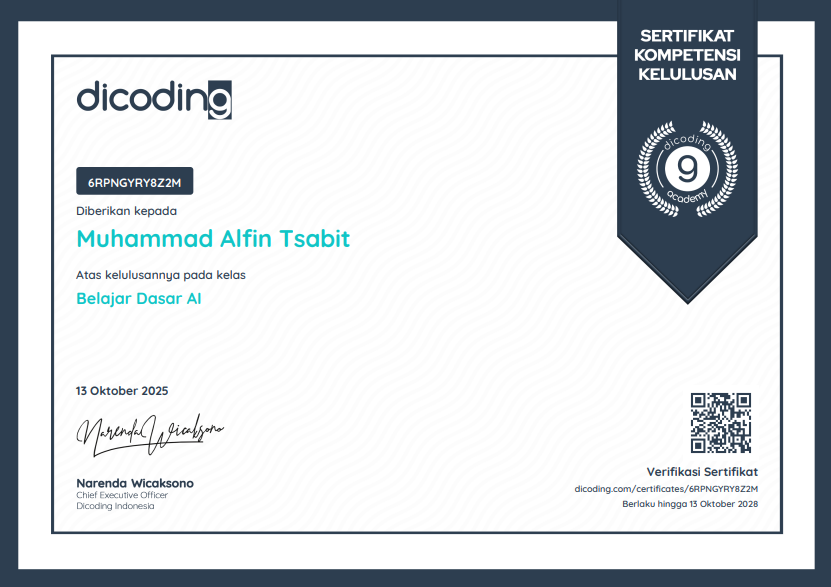 SERTIFIKAT
KOMPETENSI
KELULUSAN
dicoding
dicoding
g
academy
6RPNGYRY8Z2M
Diberikan kepada
Muhammad Alfin Tsabit
Atas kelulusannya pada kelas
Belajar Dasar AI
13 Oktober 2025
Narenda Wicaksono
Narenda Wicaksono
Chief Executive Officer
Dicoding Indonesia
Verifikasi Sertifikat
dicoding.com/certificates/6RPNGYRY8Z2M
Berlaku hingga 13 Oktober 2028